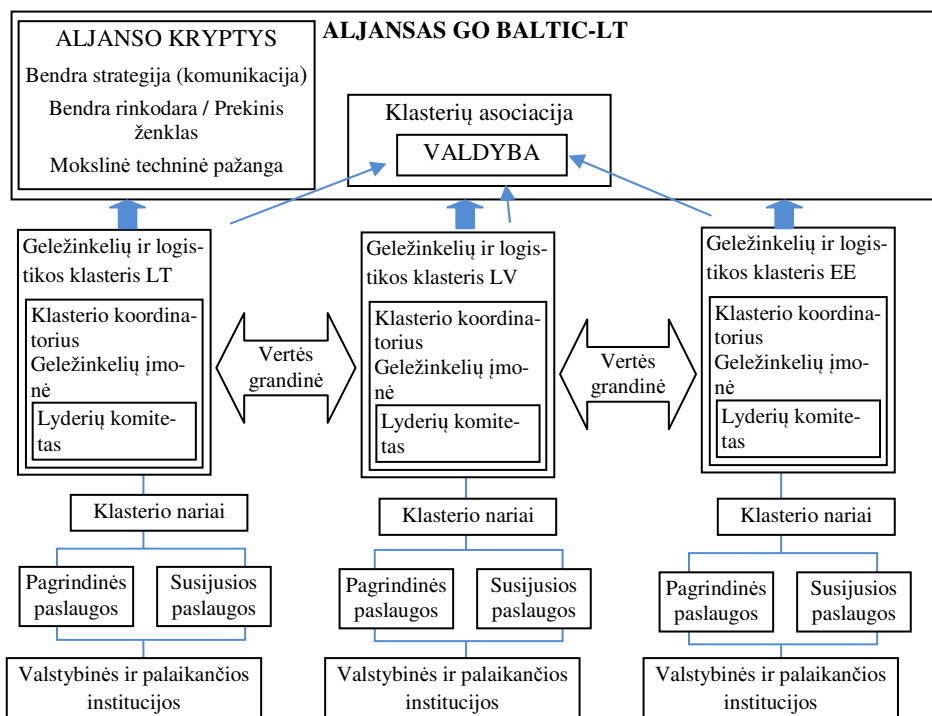 ALJANSAS GO BALTIC-LT
ALJANSO KRYPTYS
Bendra strategija (komunikacija)
Bendra rinkodara / Prekinis
ženklas
Mokslinė techninė pažanga
Klasterių asociacija
VALDYBA
Geležinkelių ir logis-
tikos klasteris LT
Klasterio koordina-
torius
Geležinkelių įmo-
nė
Lyderių komite-
tas
Vertės
grandinė
Geležinkelių ir logis-
tikos klasteris LV
Klasterio koordina-
torius
Geležinkelių įmo-
nė
Lyderių komite-
tas
Vertės
grandinė
Geležinkelių ir logis-
tikos klasteris EE
Klasterio koordina-
torius
Geležinkelių įmo-
nė
Lyderių komite-
tas
Klasterio nariai
Klasterio nariai
Klasterio nariai
Pagrindinės
paslaugos
Susijusios
paslaugos
Pagrindinės
paslaugos
Susijusios
paslaugos
Pagrindinės
paslaugos
Susijusios
paslaugos
Valstybinės ir palaikančios
institucijos
Valstybinės ir palaikančios
institucijos
Valstybinės ir palaikančios
institucijos